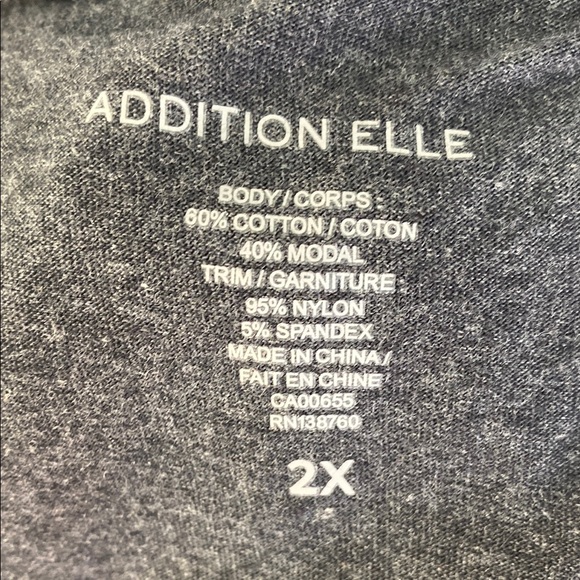 ADDITION ELLE
BODY / CORPS :
60% COTTON / COTON
40% MODAL
TRIM / GARNITURE :
95% NYLON
5% SPANDEX
MADE IN CHINA /
FAIT EN CHINE
CA00655
RN138760
2X